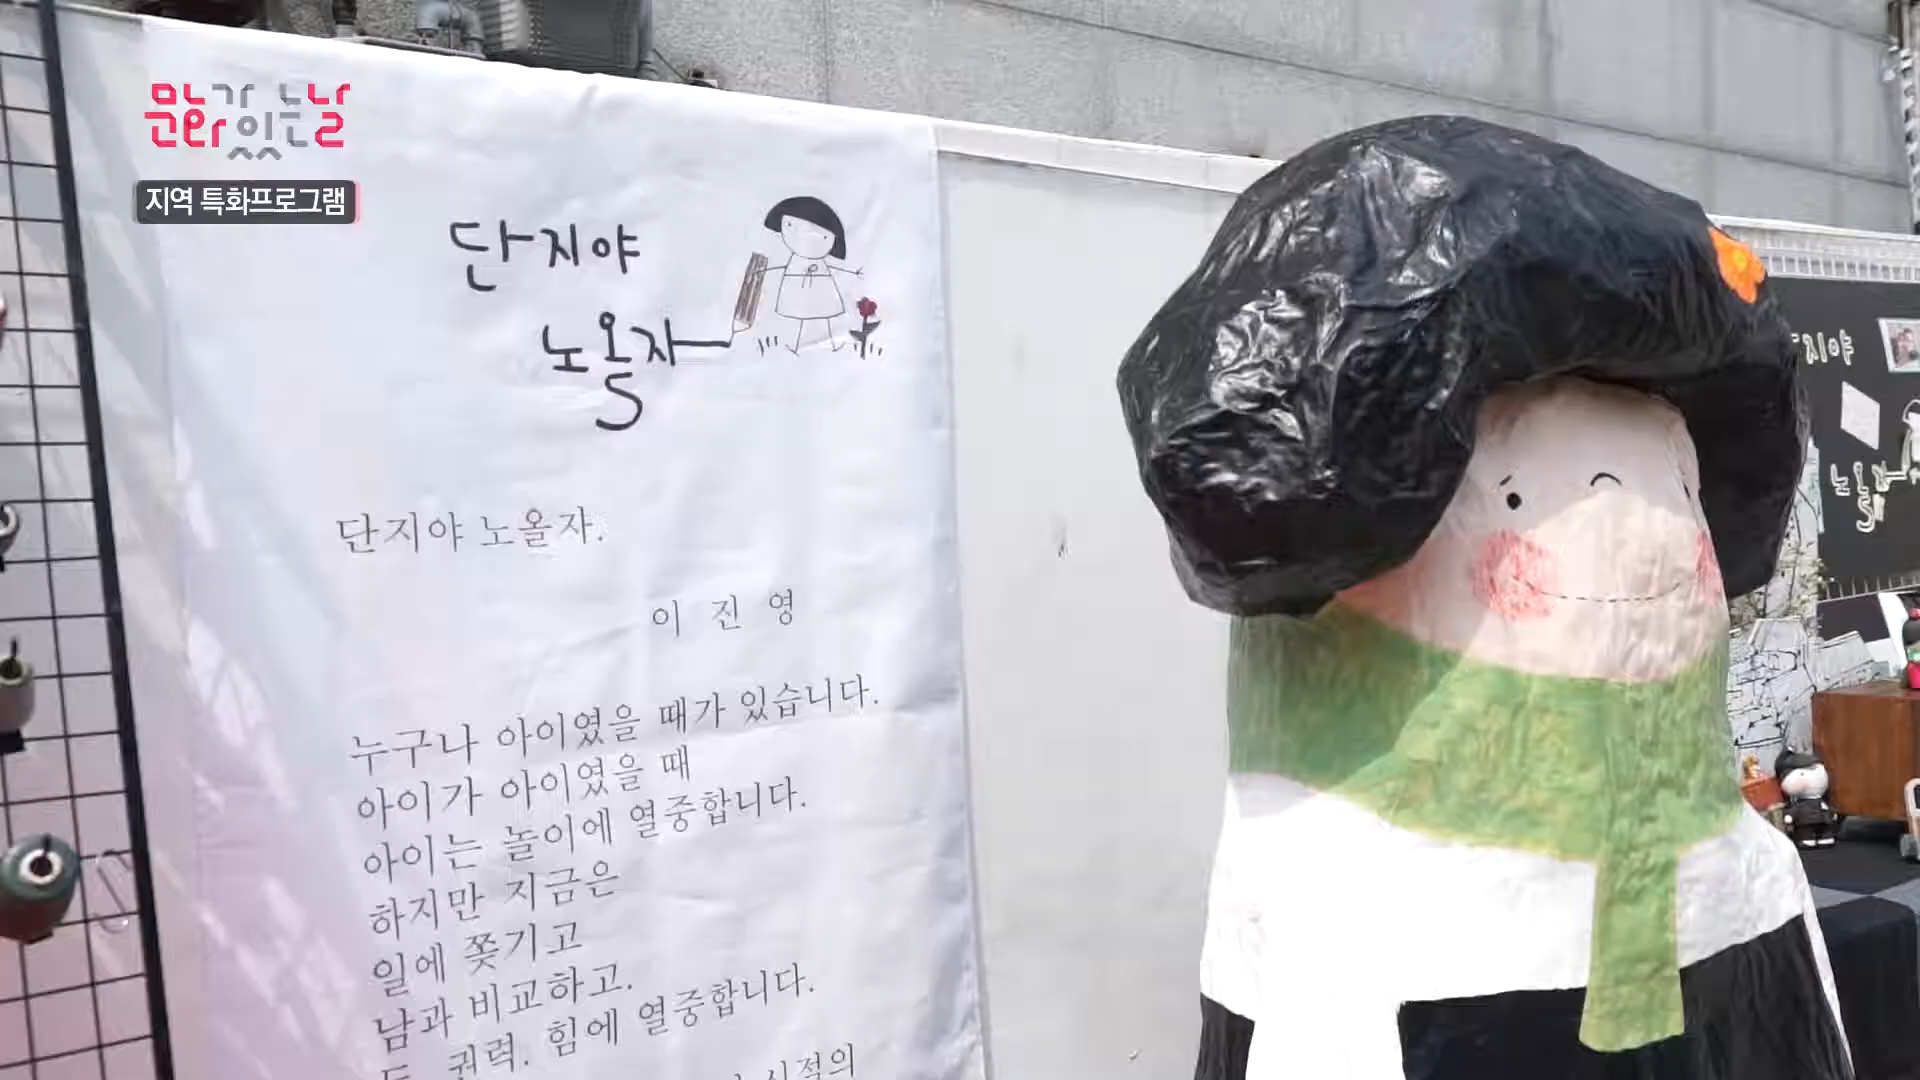 문화가 있는 날
지역 특화프로그램
단지야
노올자
단지야 노올자.
이 진 영
누구나 아이였을 때가 있습니다.
아이가 아이였을 때
아이는 놀이에 열중합니다.
하지만 지금은
일에 쫓기고
남과 비교하고.
권력. 힘에 열중합니다.
시절의
지야
노올자